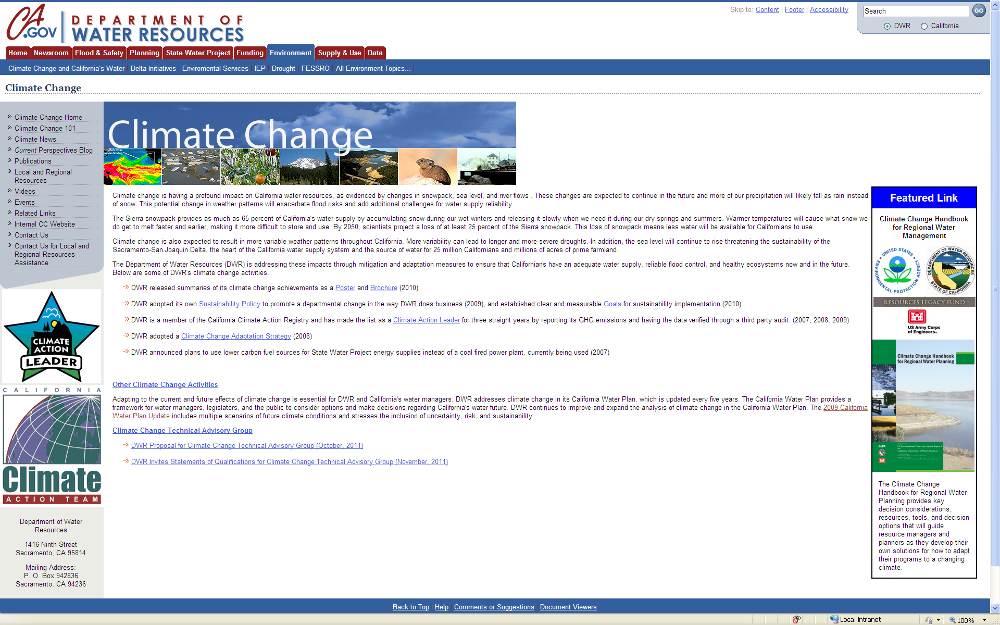 CA.GOV
DEPARTMENT OF
WATER RESOURCES
Skip to: Content | Footer | Accessibility
Search
GO
DWR California
Home Newsroom Flood & Safety Planning State Water Project Funding Environment Supply & Use Data
Climate Change and California's Water | Delta Initiatives | Enviromental Services | IEP | Drought | FESSRO | All Environment Topics... |
Climate Change
Climate Change Home
Climate Change 101
Climate News
Current Perspectives Blog
Publications
Local and Regional
Resources
Videos
Events
Related Links
Internal CC Website
Contact Us
Contact Us for Local and
Regional Resources
Assistance
CLIMATE
ACTION
LEADER
CALIFORNIA
Climate
ACTION TEAM
Department of Water
Resources
1416 Ninth Street
Sacramento, CA 95814
Mailing Address:
P. O. Box 942836
Sacramento, CA 94236
Climate Change
Climate change is having a profound impact on California water resources, as evidenced by changes in snowpack, sea level, and river flows . These changes are expected to continue in the future and more of our precipitation will likely fall as rain instead
of snow. This potential change in weather patterns will exacerbate flood risks and add additional challenges for water supply reliability.
The Sierra snowpack provides as much as 65 percent of California's water supply by accumulating snow during our wet winters and releasing it slowly when we need it during our dry springs and summers. Warmer temperatures will cause what snow we
do get to melt faster and earlier, making it more difficult to store and use. By 2050, scientists project a loss of at least 25 percent of the Sierra snowpack. This loss of snowpack means less water will be available for Californians to use.
Climate change is also expected to result in more variable weather patterns throughout California. More variability can lead to longer and more severe droughts. In addition, the sea level will continue to rise threatening the sustainability of the
Sacramento-San Joaquin Delta, the heart of the California water supply system and the source of water for 25 million Californians and millions of acres of prime farmland.
The Department of Water Resources (DWR) is addressing these impacts through mitigation and adaptation measures to ensure that Californians have an adequate water supply, reliable flood control, and healthy ecosystems now and in the future.
Below are some of DWR's climate change activities.
DWR released summaries of its climate change achievements as a Poster and Brochure (2010)
DWR adopted its own Sustainability Policy to promote a departmental change in the way DWR does business (2009), and established clear and measurable Goals for sustainability implementation (2010).
DWR is a member of the California Climate Action Registry and has made the list as a Climate Action Leader for three straight years by reporting its GHG emissions and having the data verified through a third party audit. (2007, 2008, 2009)
DWR adopted a Climate Change Adaptation Strategy (2008)
DWR announced plans to use lower carbon fuel sources for State Water Project energy supplies instead of a coal fired power plant, currently being used (2007)
Other Climate Change Activities
Adapting to the current and future effects of climate change is essential for DWR and California's water managers. DWR addresses climate change in its California Water Plan, which is updated every five years. The California Water Plan provides a
framework for water managers, legislators, and the public to consider options and make decisions regarding California's water future. DWR continues to improve and expand the analysis of climate change in the California Water Plan. The 2009 California
Water Plan Update includes multiple scenarios of future climate conditions and stresses the inclusion of uncertainty, risk, and sustainability.
Climate Change Technical Advisory Group
DWR Proposal for Climate Change Technical Advisory Group (October, 2011)
DWR Invites Statements of Qualifications for Climate Change Technical Advisory Group (November, 2011)
Featured Link
Climate Change Handbook
for Regional Water
Management
UNITED STATES
ENVIRONMENTAL PROTECTION AGENCY
DEPARTMENT OF WATER RESOURCES
STATE OF CALIFORNIA
RESOURCES LEGACY FUND
US Army Corps
of Engineers.
Climate Change Handbook
for Regional Water Planning
The Climate Change
Handbook for Regional Water
Planning provides key
decision considerations,
resources, tools, and decision
options that will guide
resource managers and
planners as they develop their
own solutions for how to adapt
their programs to a changing
climate.
Back to Top | Help | Comments or Suggestions | Document Viewers
Local intranet
100%